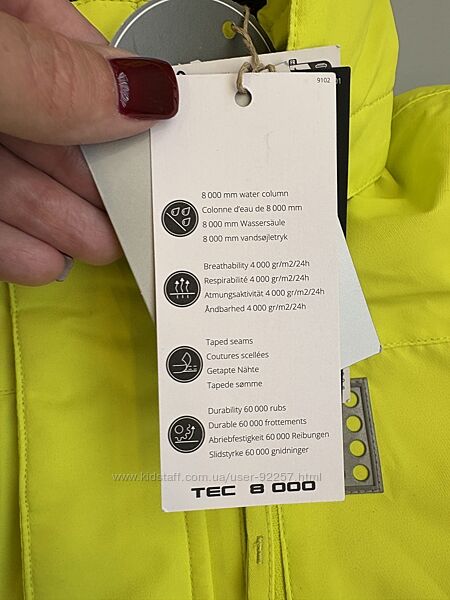 9102
01
8 000 mm water column
Colonne d'eau de 8 000 mm
8 000 mm Wassersäule
8 000 mm vandsøjletryk
Breathability 4 000 gr/m2/24h
Respirabilité 4 000 gr/m2/24h
Atmungsaktivität 4 000 gr/m2/24h
Åndbarhed 4 000 gr/m2/24h
Taped seams
Coutures scellées
Getapte Nähte
Tapede sømme
Durability 60 000 rubs
Durable 60 000 frottements
Abriebfestigkeit 60 000 Reibungen
Slidstyrke 60 000 gnidninger
www.kidstaff.com.ua/user-92257.html
TEC 8 000